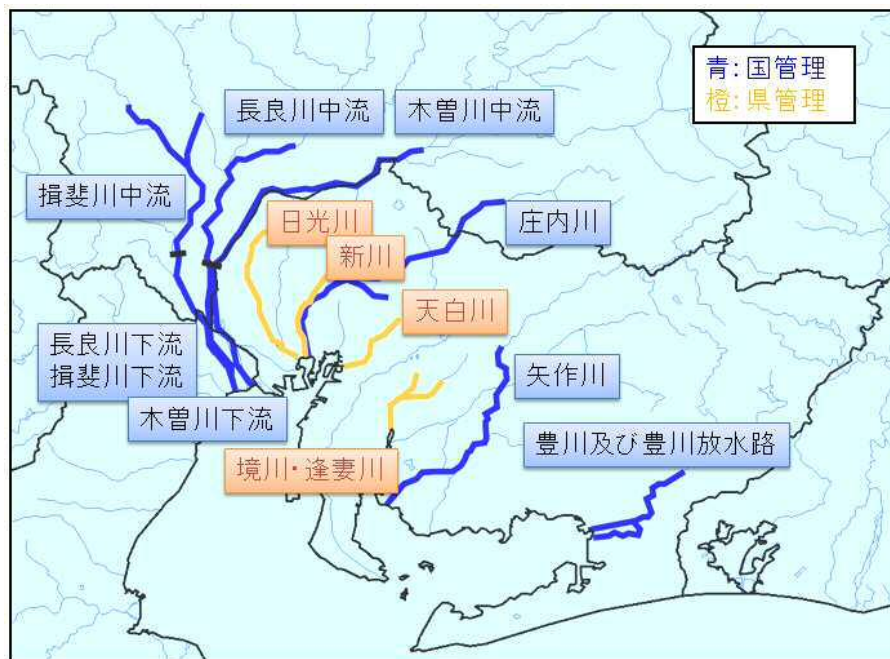 青:国管理
橙:県管理
長良川中流
木曽川中流
揖斐川中流
日光川
庄内川
新川
天白川
長良川下流
揖斐川下流
矢作川
木曽川下流
豊川及び豊川放水路
境川・逢妻川